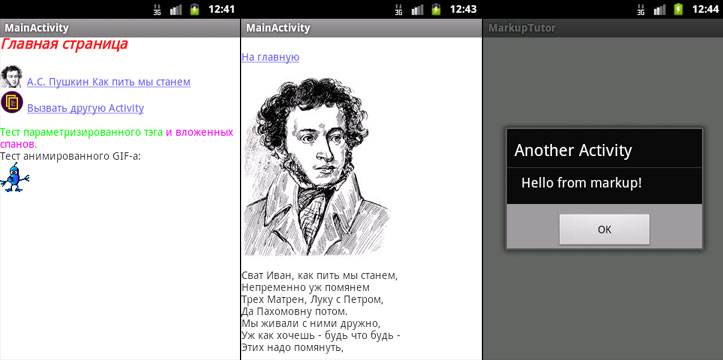 3G 12:41
MainActivity
Главная страница
А.С. Пушкин Как пить мы станем
Вызвать другую Activity
Тест параметризированного тэга и вложенных
спанов.
Тест анимированного GIF-а:
3G 12:43
MainActivity
На главную
Сват Иван, как пить мы станем,
Непременно уж помянем
Трех Матрен, Луку с Петром,
Да Пахомовну потом.
Мы живали с ними дружно,
Уж как хочешь - будь что будь -
Этих надо помянуть,
3G 12:44
MarkupTutor
Another Activity
Hello from markup!
OK